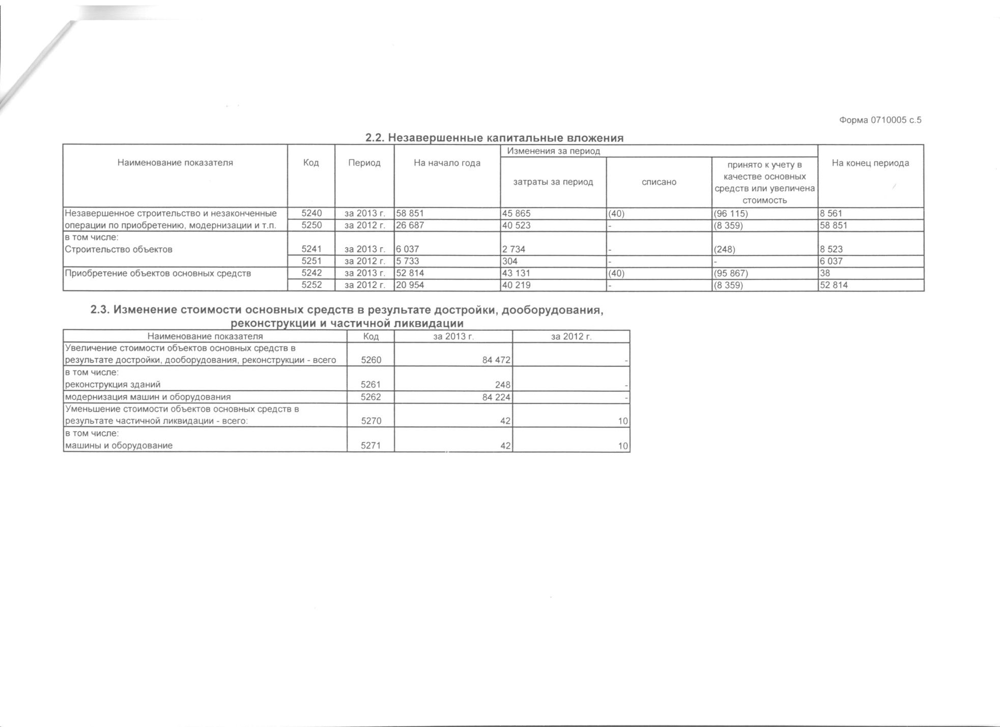 Форма 0710005 с.5
2.2. Незавершенные капитальные вложения
Наименование показателя Код Период На начало года Изменения за период На конец периода
затраты за период списано принято к учету в качестве основных средств или увеличена стоимость
Незавершенное строительство и незаконченные 5240 за 2013 г. 58 851 45 865 (40) (96 115) 8 561
операции по приобретению, модернизации и т.п. 5250 за 2012 г. 26 687 40 523 - (8 359) 58 851
в том числе:
Строительство объектов 5241 за 2013 г. 6 037 2 734 - (248) 8 523
5251 за 2012 г. 5 733 304 - - 6 037
Приобретение объектов основных средств 5242 за 2013 г. 52 814 43 131 (40) (95 867) 38
5252 за 2012 г. 20 954 40 219 - (8 359) 52 814
2.3. Изменение стоимости основных средств в результате достройки, дооборудования,
реконструкции и частичной ликвидации
Наименование показателя Код за 2013 г. за 2012 г.
Увеличение стоимости объектов основных средств в
результате достройки, дооборудования, реконструкции - всего 5260 84 472 -
в том числе:
реконструкция зданий 5261 248 -
модернизация машин и оборудования 5262 84 224 -
Уменьшение стоимости объектов основных средств в
результате частичной ликвидации - всего: 5270 42 10
в том числе:
машины и оборудование 5271 42 10